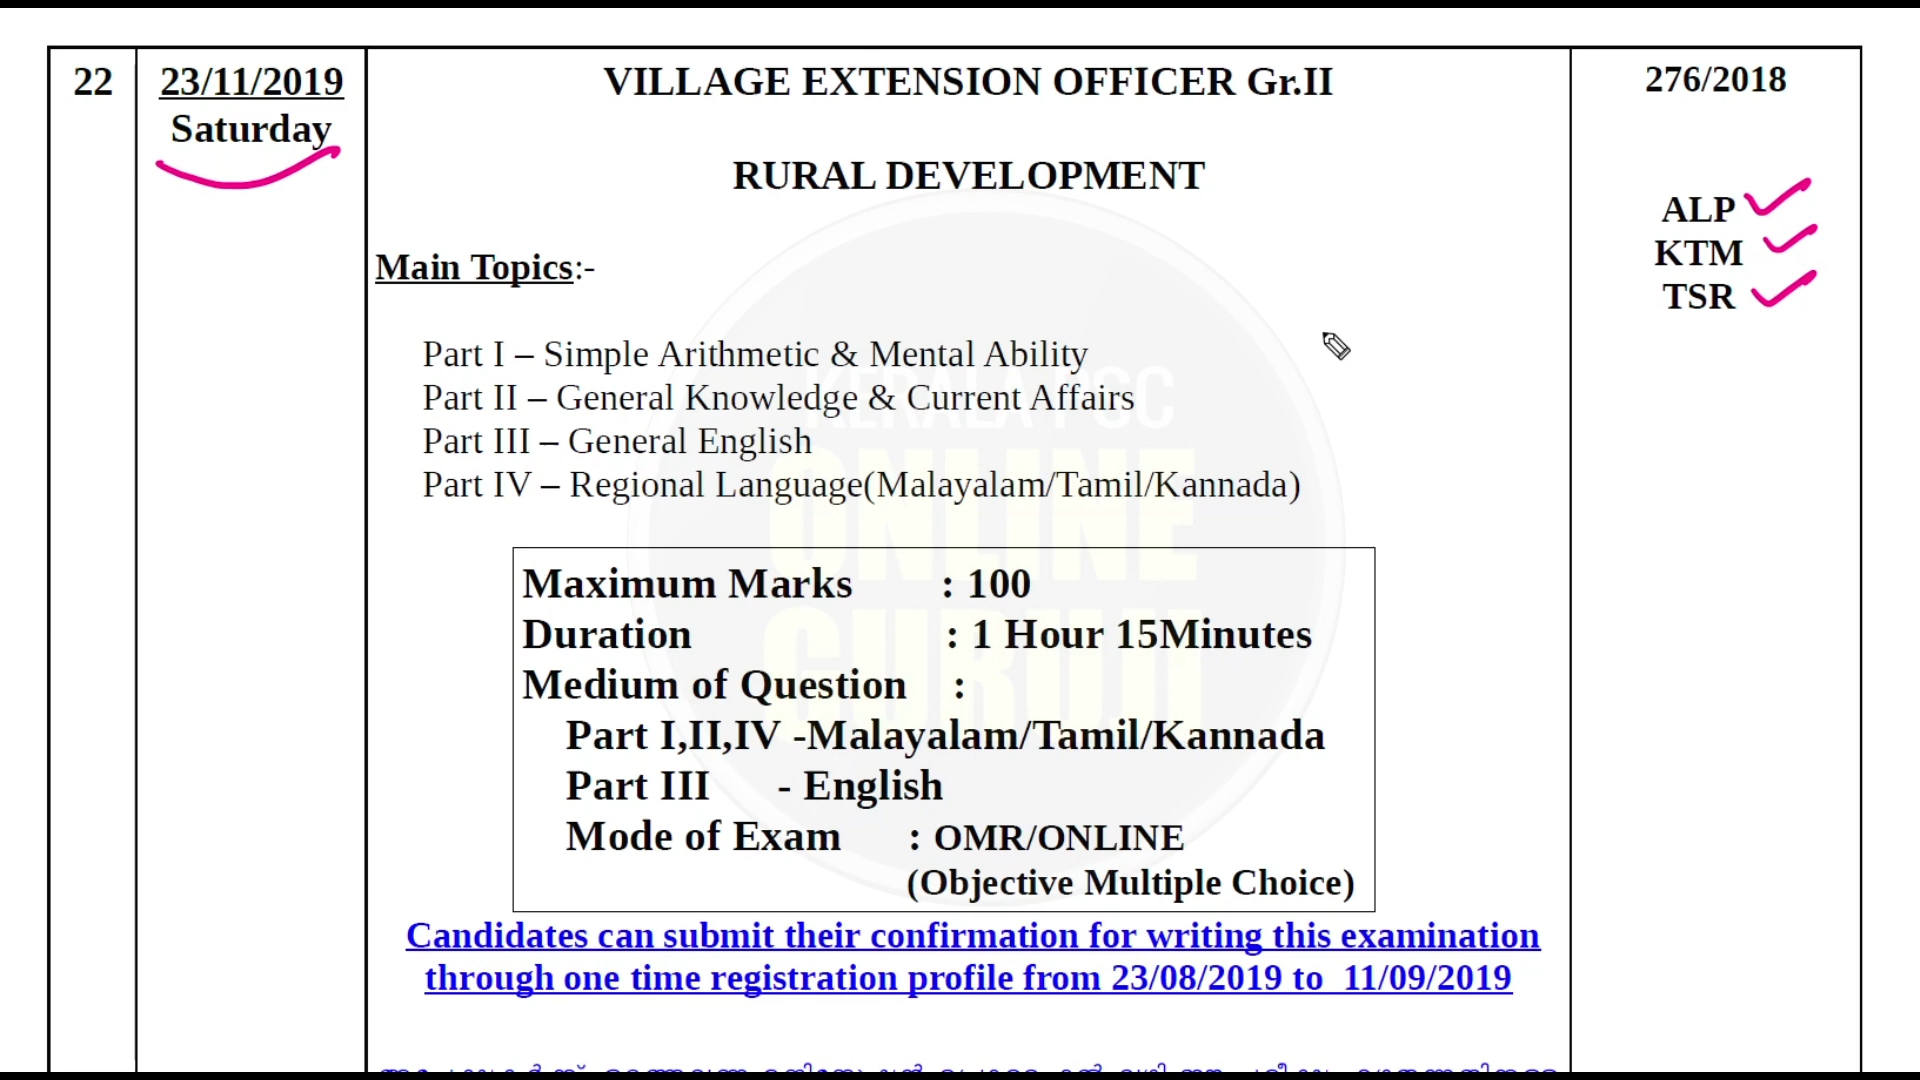 22
23/11/2019
Saturday
VILLAGE EXTENSION OFFICER Gr.II
RURAL DEVELOPMENT
276/2018
ALP
KTM
TSR
Main Topics:-
Part I – Simple Arithmetic & Mental Ability
Part II – General Knowledge & Current Affairs
Part III – General English
Part IV – Regional Language(Malayalam/Tamil/Kannada)
KERALA PSC
ONLINE
GURUJI
Maximum Marks : 100
Duration : 1 Hour 15Minutes
Medium of Question :
Part I,II,IV -Malayalam/Tamil/Kannada
Part III - English
Mode of Exam : OMR/ONLINE
(Objective Multiple Choice)
Candidates can submit their confirmation for writing this examination
through one time registration profile from 23/08/2019 to 11/09/2019